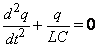 d²q/dt² + q/LC = 0